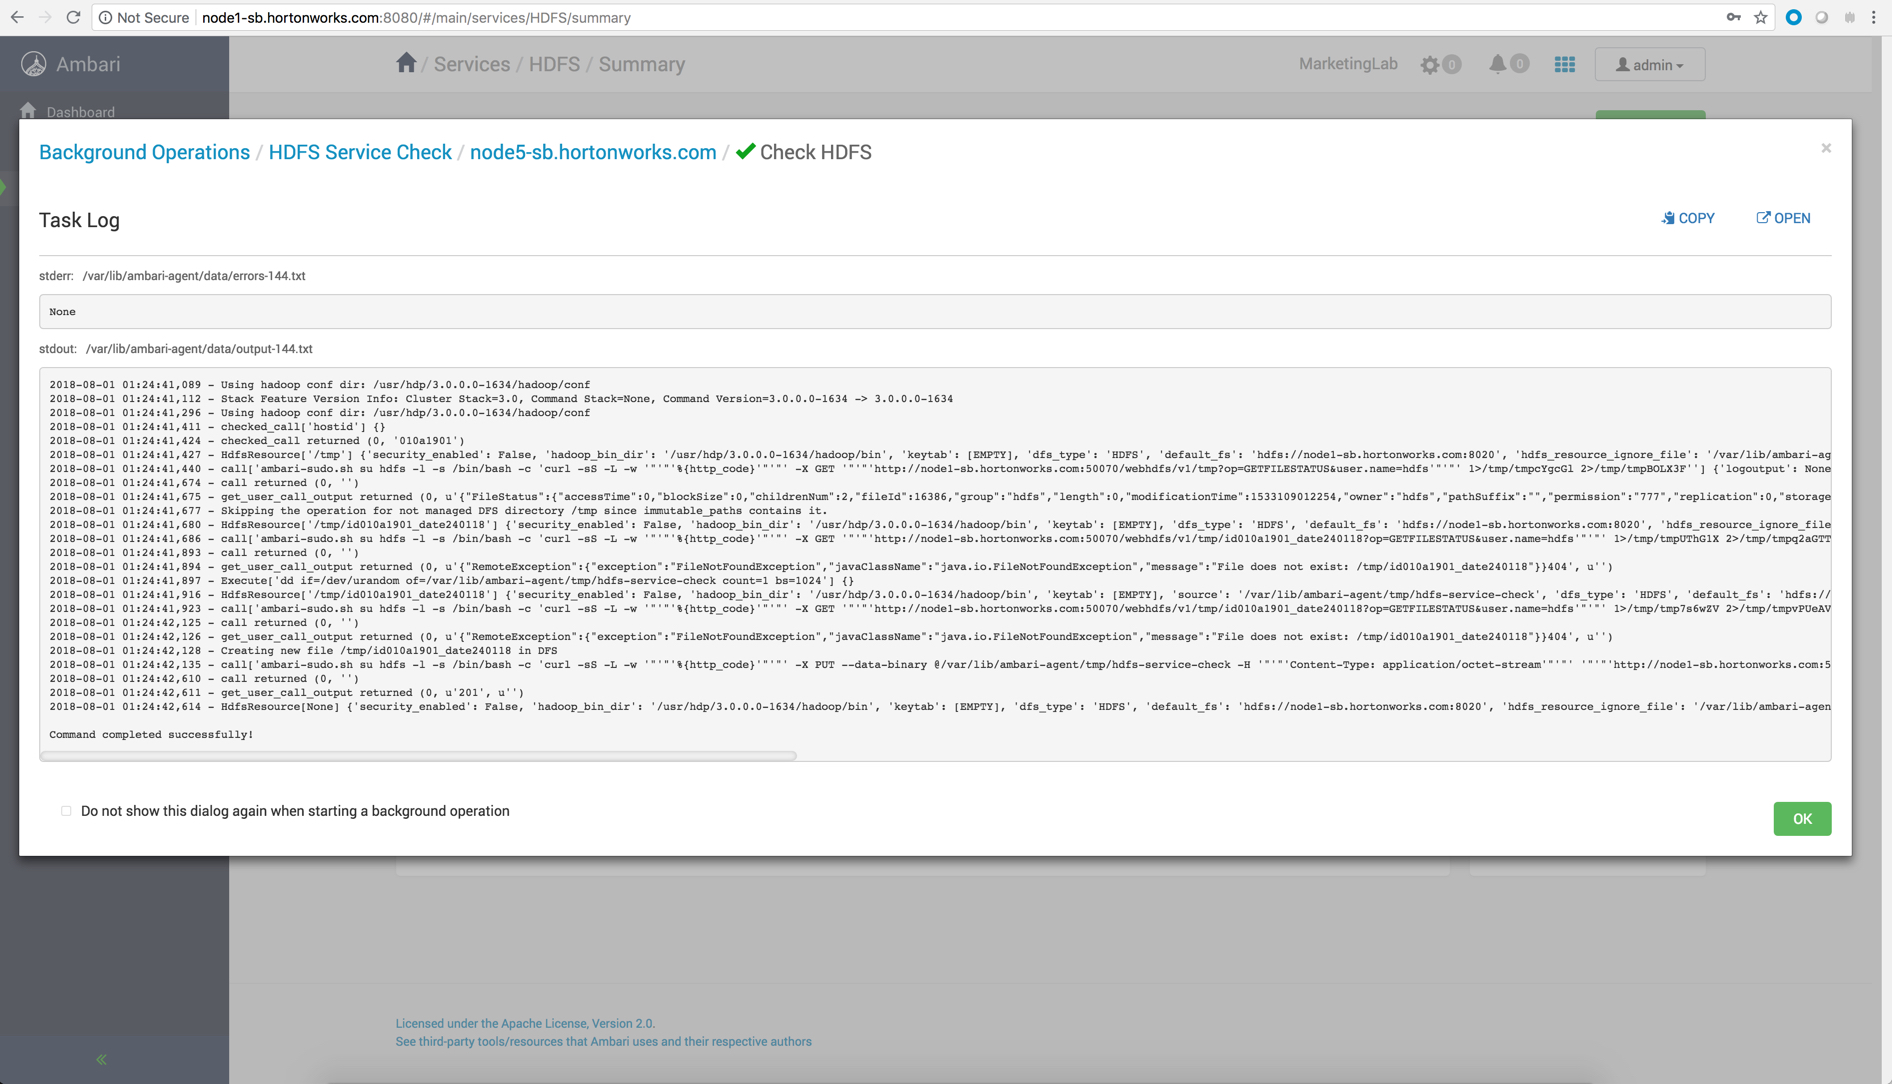 Not Secure node1-sb.hortonworks.com:8080/#/main/services/HDFS/summary
Ambari
/ Services / HDFS / Summary
MarketingLab 0 0 admin
Dashboard
Background Operations / HDFS Service Check / node5-sb.hortonworks.com / Check HDFS ×
Task Log
COPY OPEN
stderr: /var/lib/ambari-agent/data/errors-144.txt
None
stdout: /var/lib/ambari-agent/data/output-144.txt
2018-08-01 01:24:41,089 - Using hadoop conf dir: /usr/hdp/3.0.0.0-1634/hadoop/conf
2018-08-01 01:24:41,112 - Stack Feature Version Info: Cluster Stack=3.0, Command Stack=None, Command Version=3.0.0.0-1634 -> 3.0.0.0-1634
2018-08-01 01:24:41,296 - Using hadoop conf dir: /usr/hdp/3.0.0.0-1634/hadoop/conf
2018-08-01 01:24:41,411 - checked_call['hostid'] {}
2018-08-01 01:24:41,424 - checked_call returned (0, '010a1901')
2018-08-01 01:24:41,427 - HdfsResource['/tmp'] {'security_enabled': False, 'hadoop_bin_dir': '/usr/hdp/3.0.0.0-1634/hadoop/bin', 'keytab': [EMPTY], 'dfs_type': 'HDFS', 'default_fs': 'hdfs://node1-sb.hortonworks.com:8020', 'hdfs_resource_ignore_file': '/var/lib/ambari-ag
2018-08-01 01:24:41,440 - call['ambari-sudo.sh su hdfs -l -s /bin/bash -c 'curl -sS -L -w '"'"'%{http_code}'"'"' -X GET '"'"'http://node1-sb.hortonworks.com:50070/webhdfs/v1/tmp?op=GETFILESTATUS&user.name=hdfs'"'"' 1>/tmp/tmpcYgcGl 2>/tmp/tmpBOLX3F''] {'logoutput': None
2018-08-01 01:24:41,674 - call returned (0, '')
2018-08-01 01:24:41,675 - get_user_call_output returned (0, u'{"FileStatus":{"accessTime":0,"blockSize":0,"childrenNum":2,"fileId":16386,"group":"hdfs","length":0,"modificationTime":1533109012254,"owner":"hdfs","pathSuffix":"","permission":"777","replication":0,"storage
2018-08-01 01:24:41,677 - Skipping the operation for not managed DFS directory /tmp since immutable_paths contains it.
2018-08-01 01:24:41,680 - HdfsResource['/tmp/id010a1901_date240118'] {'security_enabled': False, 'hadoop_bin_dir': '/usr/hdp/3.0.0.0-1634/hadoop/bin', 'keytab': [EMPTY], 'dfs_type': 'HDFS', 'default_fs': 'hdfs://node1-sb.hortonworks.com:8020', 'hdfs_resource_ignore_file
2018-08-01 01:24:41,686 - call['ambari-sudo.sh su hdfs -l -s /bin/bash -c 'curl -sS -L -w '"'"'%{http_code}'"'"' -X GET '"'"'http://node1-sb.hortonworks.com:50070/webhdfs/v1/tmp/id010a1901_date240118?op=GETFILESTATUS&user.name=hdfs'"'"' 1>/tmp/tmpUThG1X 2>/tmp/tmpq2aGTT
2018-08-01 01:24:41,893 - call returned (0, '')
2018-08-01 01:24:41,894 - get_user_call_output returned (0, u'{"RemoteException":{"exception":"FileNotFoundException","javaClassName":"java.io.FileNotFoundException","message":"File does not exist: /tmp/id010a1901_date240118"}}404', u'')
2018-08-01 01:24:41,897 - Execute['dd if=/dev/urandom of=/var/lib/ambari-agent/tmp/hdfs-service-check count=1 bs=1024'] {}
2018-08-01 01:24:41,916 - HdfsResource['/tmp/id010a1901_date240118'] {'security_enabled': False, 'hadoop_bin_dir': '/usr/hdp/3.0.0.0-1634/hadoop/bin', 'keytab': [EMPTY], 'source': '/var/lib/ambari-agent/tmp/hdfs-service-check', 'dfs_type': 'HDFS', 'default_fs': 'hdfs://
2018-08-01 01:24:41,923 - call['ambari-sudo.sh su hdfs -l -s /bin/bash -c 'curl -sS -L -w '"'"'%{http_code}'"'"' -X GET '"'"'http://node1-sb.hortonworks.com:50070/webhdfs/v1/tmp/id010a1901_date240118?op=GETFILESTATUS&user.name=hdfs'"'"' 1>/tmp/tmp7s6wZV 2>/tmp/tmpvPUeAV
2018-08-01 01:24:42,125 - call returned (0, '')
2018-08-01 01:24:42,126 - get_user_call_output returned (0, u'{"RemoteException":{"exception":"FileNotFoundException","javaClassName":"java.io.FileNotFoundException","message":"File does not exist: /tmp/id010a1901_date240118"}}404', u'')
2018-08-01 01:24:42,128 - Creating new file /tmp/id010a1901_date240118 in DFS
2018-08-01 01:24:42,135 - call['ambari-sudo.sh su hdfs -l -s /bin/bash -c 'curl -sS -L -w '"'"'%{http_code}'"'"' -X PUT --data-binary @/var/lib/ambari-agent/tmp/hdfs-service-check -H '"'"'Content-Type: application/octet-stream'"'"' '"'"'http://node1-sb.hortonworks.com:5
2018-08-01 01:24:42,610 - call returned (0, '')
2018-08-01 01:24:42,611 - get_user_call_output returned (0, u'201', u'')
2018-08-01 01:24:42,614 - HdfsResource[None] {'security_enabled': False, 'hadoop_bin_dir': '/usr/hdp/3.0.0.0-1634/hadoop/bin', 'keytab': [EMPTY], 'dfs_type': 'HDFS', 'default_fs': 'hdfs://node1-sb.hortonworks.com:8020', 'hdfs_resource_ignore_file': '/var/lib/ambari-agen
Command completed successfully!
Do not show this dialog again when starting a background operation
OK
Licensed under the Apache License, Version 2.0.
See third-party tools/resources that Ambari uses and their respective authors